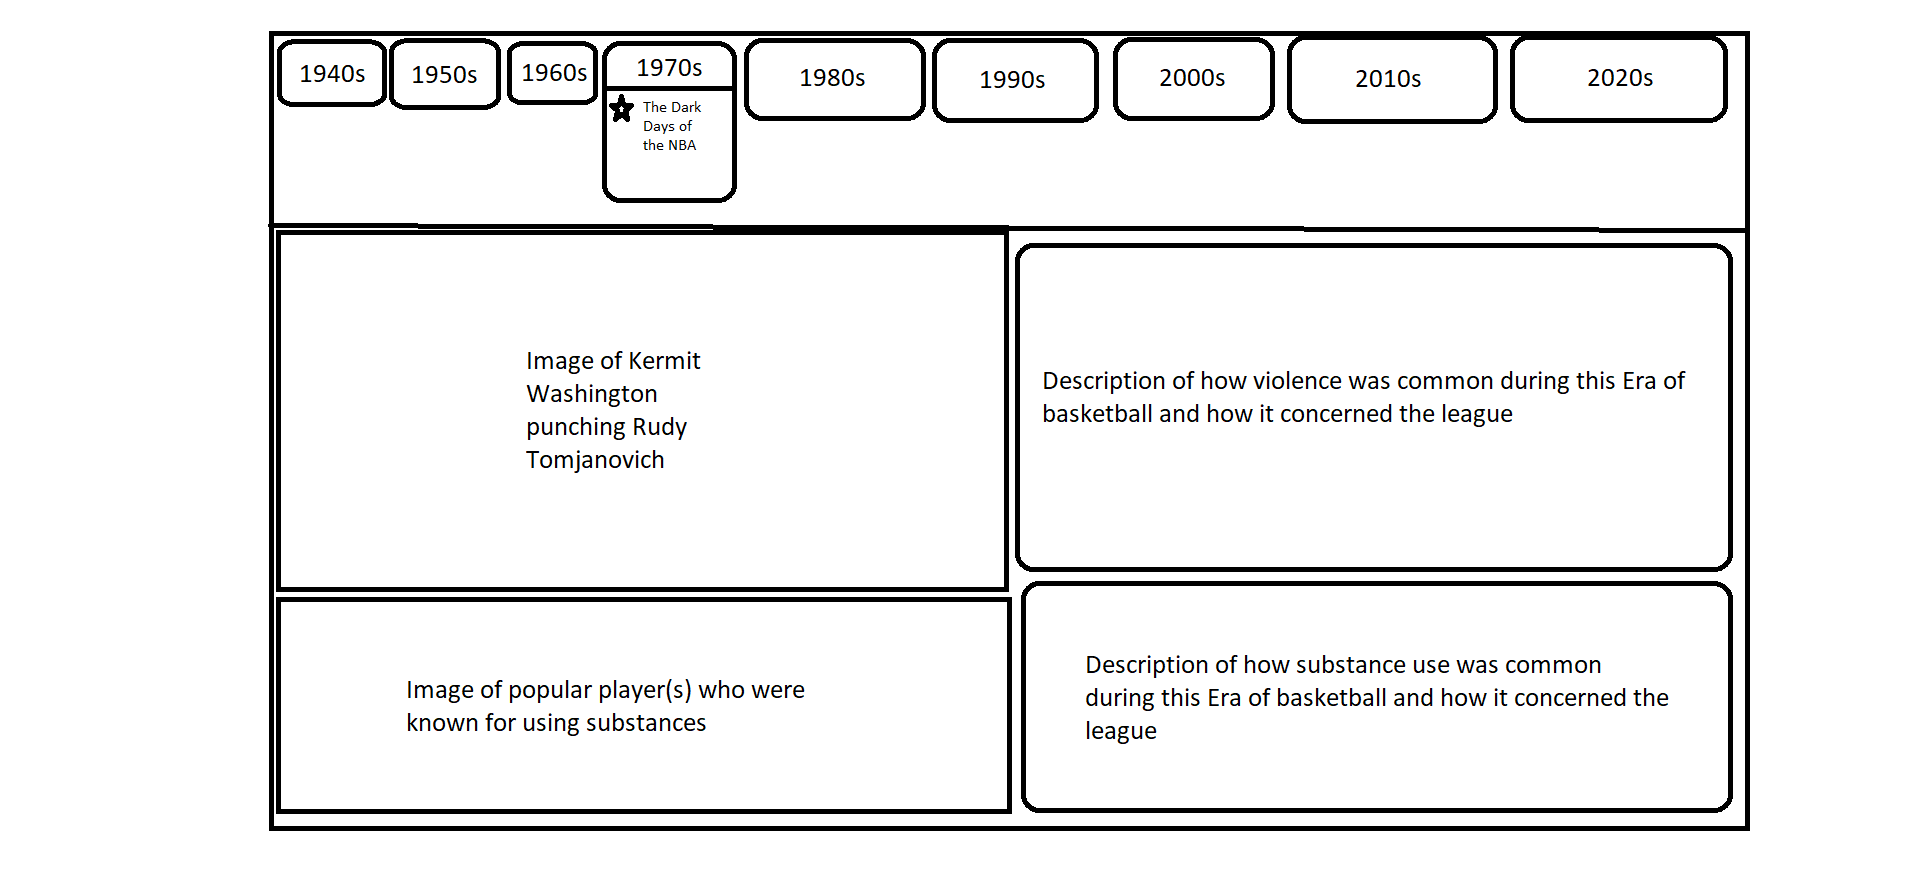 1940s
1950s
1960s
1970s
1980s
1990s
2000s
2010s
2020s
The Dark
Days of
the NBA
Image of Kermit
Washington
punching Rudy
Tomjanovich
Description of how violence was common during this Era of
basketball and how it concerned the league
Image of popular player(s) who were
known for using substances
Description of how substance use was common
during this Era of basketball and how it concerned the
league